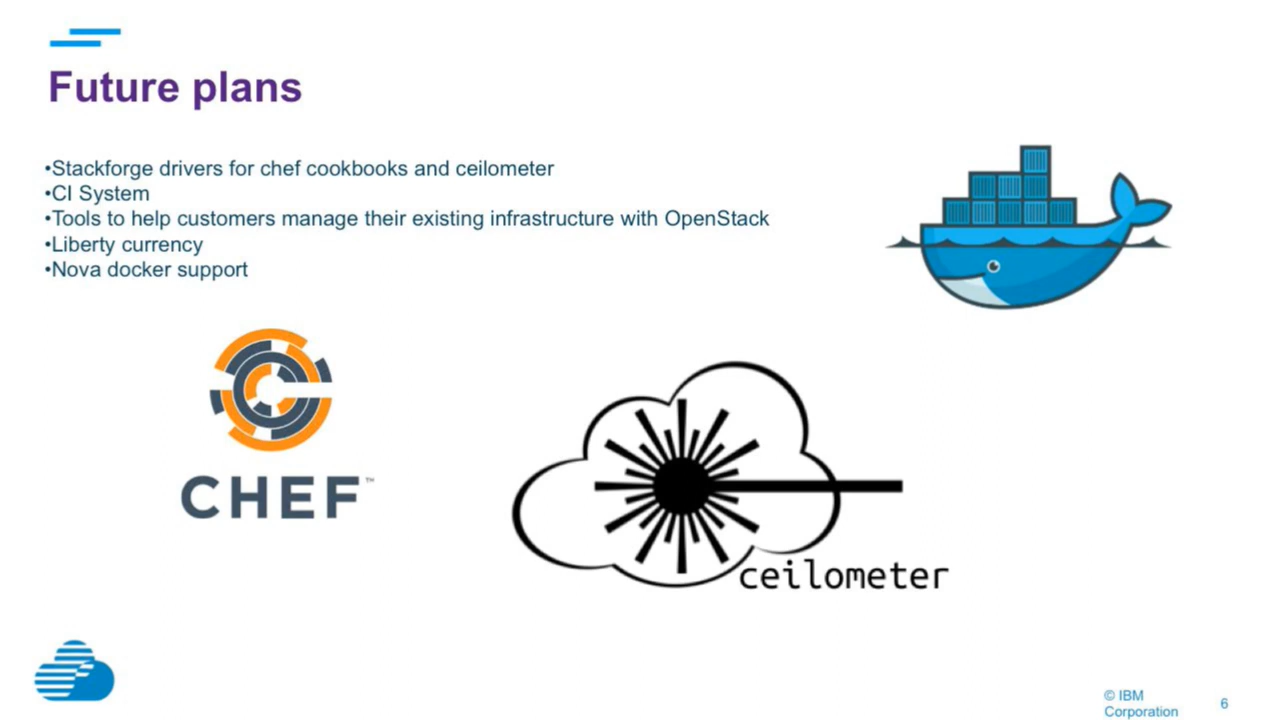 Future plans
•Stackforge drivers for chef cookbooks and ceilometer
•CI System
•Tools to help customers manage their existing infrastructure with OpenStack
•Liberty currency
•Nova docker support
CHEF™
ceilometer
© IBM
Corporation
6